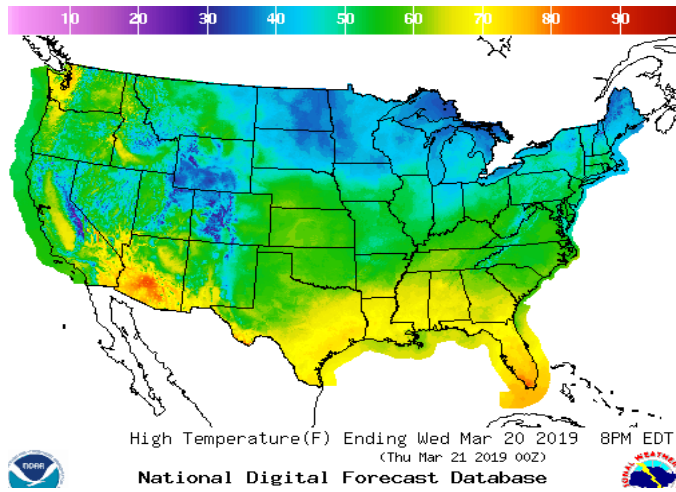 10 20 30 40 50 60 70 80 90
High Temperature(F) Ending Wed Mar 20 2019 8PM EDT
(Thu Mar 21 2019 00Z)
National Digital Forecast Database
NOAA